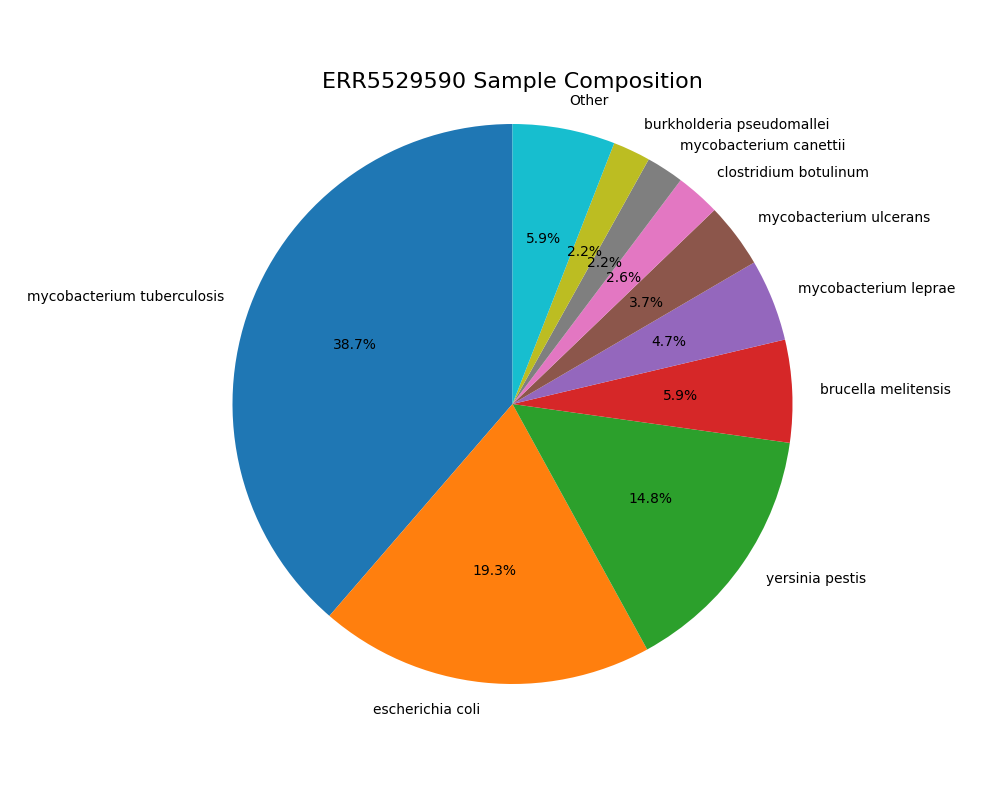 ERR5529590 Sample Composition
Other
burkholderia pseudomallei
mycobacterium canettii
clostridium botulinum
mycobacterium ulcerans
mycobacterium leprae
brucella melitensis
yersinia pestis
escherichia coli
mycobacterium tuberculosis
5.9%
2.2%
2.2%
2.6%
3.7%
4.7%
5.9%
14.8%
19.3%
38.7%